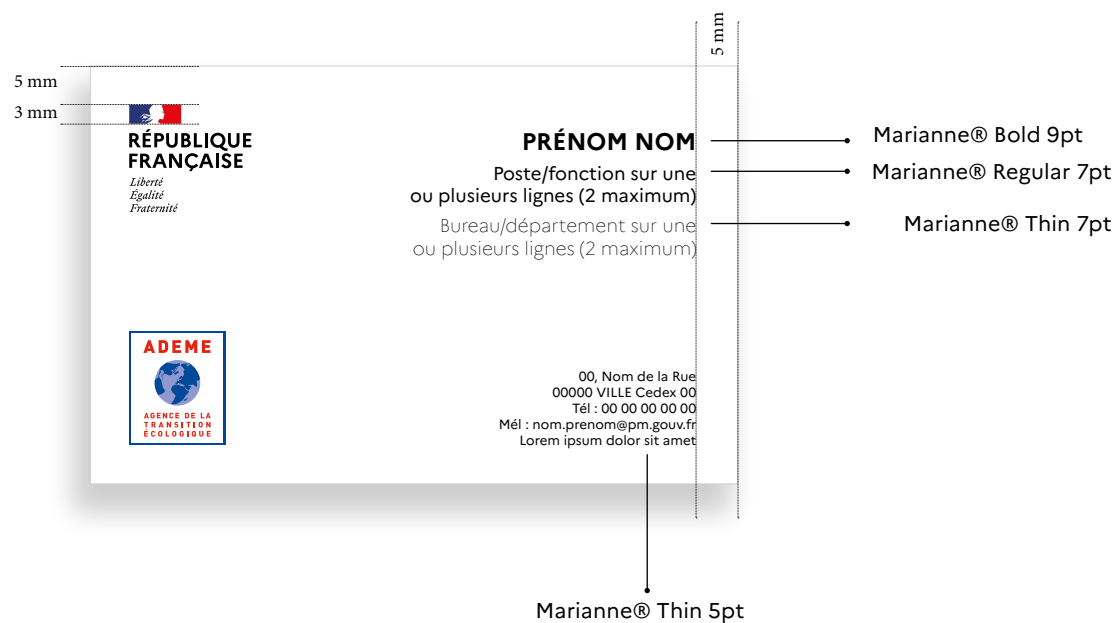 5 mm
5 mm
3 mm
RÉPUBLIQUE
FRANÇAISE
Liberté
Égalité
Fraternité
PRÉNOM NOM
Marianne® Bold 9pt
Poste/fonction sur une
ou plusieurs lignes (2 maximum)
Marianne® Regular 7pt
Bureau/département sur une
ou plusieurs lignes (2 maximum)
Marianne® Thin 7pt
ADEME
AGENCE DE LA
TRANSITION
ÉCOLOGIQUE
00, Nom de la Rue
00000 VILLE Cedex 00
Tél : 00 00 00 00 00
Mél : nom.prenom@pm.gouv.fr
Lorem ipsum dolor sit amet
Marianne® Thin 5pt